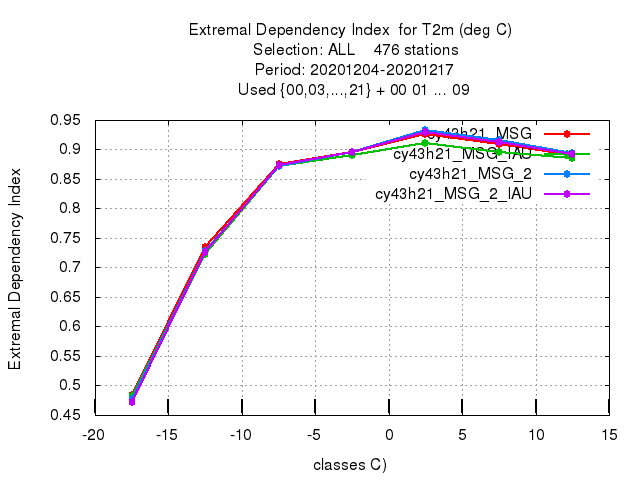 Extremal Dependency Index for T2m (deg C)
Selection: ALL 476 stations
Period: 20201204-20201217
Used {00,03,...,21} + 00 01 ... 09
Extremal Dependency Index
0.95
0.9
0.85
0.8
0.75
0.7
0.65
0.6
0.55
0.5
0.45
cy43h21_MSG
cy43h21_MSG_IAU
cy43h21_MSG_2
cy43h21_MSG_2_IAU
-20 -15 -10 -5 0 5 10 15
classes C)